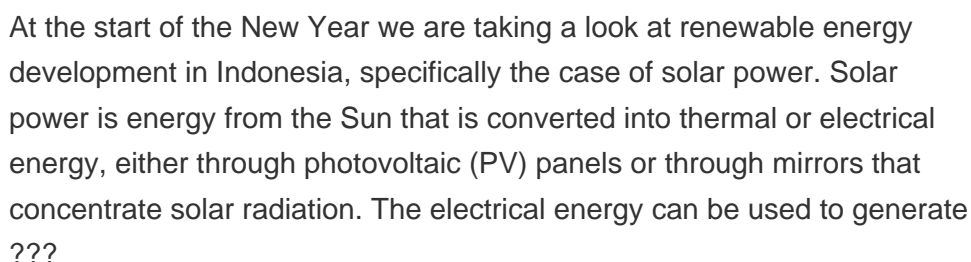 At the start of the New Year we are taking a look at renewable energy
development in Indonesia, specifically the case of solar power. Solar
power is energy from the Sun that is converted into thermal or electrical
energy, either through photovoltaic (PV) panels or through mirrors that
concentrate solar radiation. The electrical energy can be used to generate
???